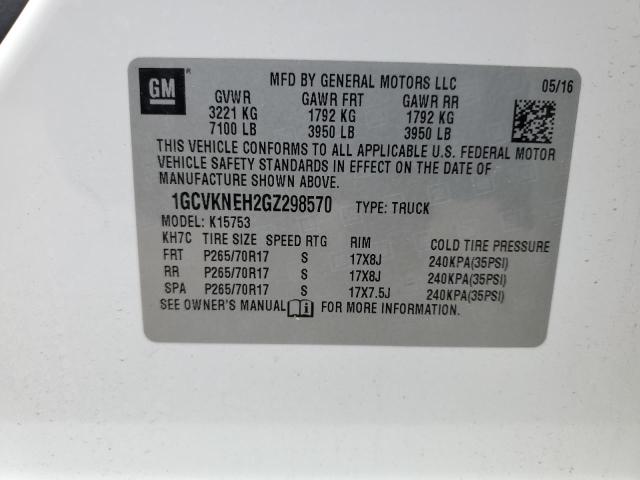 GM ® MFD BY GENERAL MOTORS LLC 05/16
GVWR GAWR FRT GAWR RR
3221 KG 1792 KG 1792 KG
7100 LB 3950 LB 3950 LB
THIS VEHICLE CONFORMS TO ALL APPLICABLE U.S. FEDERAL MOTOR
VEHICLE SAFETY STANDARDS IN EFFECT ON THE DATE OF
MANUFACTURE SHOWN ABOVE.
1GCVKNEH2GZ298570 TYPE: TRUCK
MODEL: K15753
KH7C TIRE SIZE SPEED RTG RIM COLD TIRE PRESSURE
FRT P265/70R17 S 17X8J 240KPA(35PSI)
RR P265/70R17 S 17X8J 240KPA(35PSI)
SPA P265/70R17 S 17X7.5J 240KPA(35PSI)
SEE OWNER'S MANUAL i FOR MORE INFORMATION.